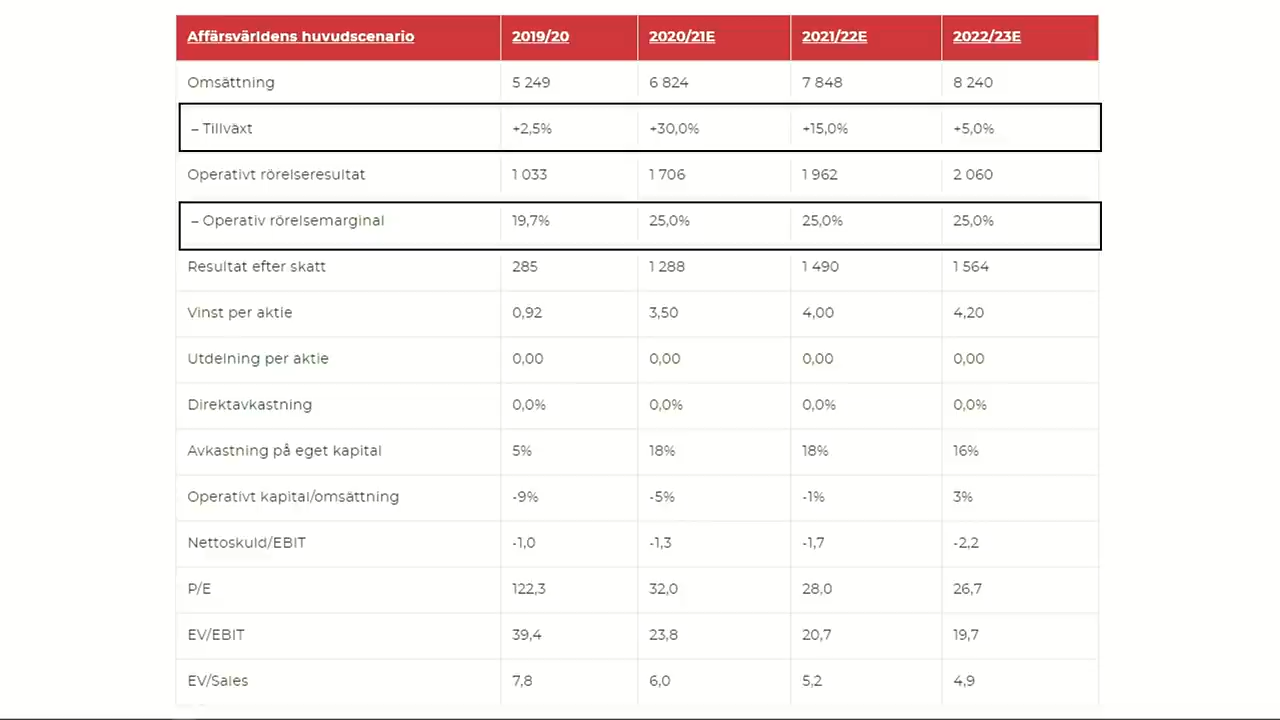 Affärsvärldens huvudscenario 2019/20 2020/21E 2021/22E 2022/23E
Omsättning 5 249 6 824 7 848 8 240
– Tillväxt +2,5% +30,0% +15,0% +5,0%
Operativt rörelseresultat 1 033 1 706 1 962 2 060
– Operativ rörelsemarginal 19,7% 25,0% 25,0% 25,0%
Resultat efter skatt 285 1 288 1 490 1 564
Vinst per aktie 0,92 3,50 4,00 4,20
Utdelning per aktie 0,00 0,00 0,00 0,00
Direktavkastning 0,0% 0,0% 0,0% 0,0%
Avkastning på eget kapital 5% 18% 18% 16%
Operativt kapital/omsättning -9% -5% -1% 3%
Nettoskuld/EBIT -1,0 -1,3 -1,7 -2,2
P/E 122,3 32,0 28,0 26,7
EV/EBIT 39,4 23,8 20,7 19,7
EV/Sales 7,8 6,0 5,2 4,9